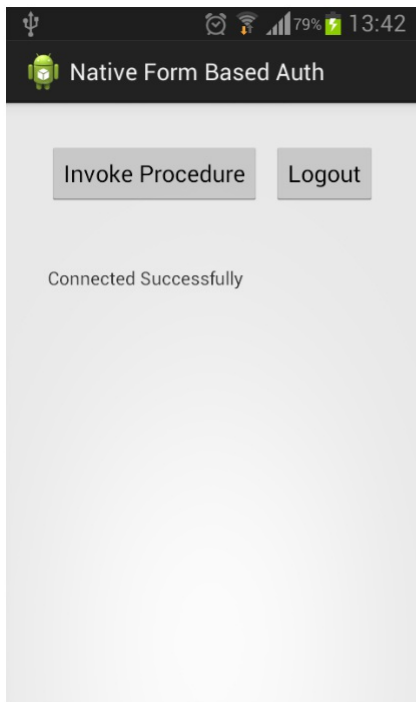 79% 13:42
Native Form Based Auth
Invoke Procedure Logout
Connected Successfully